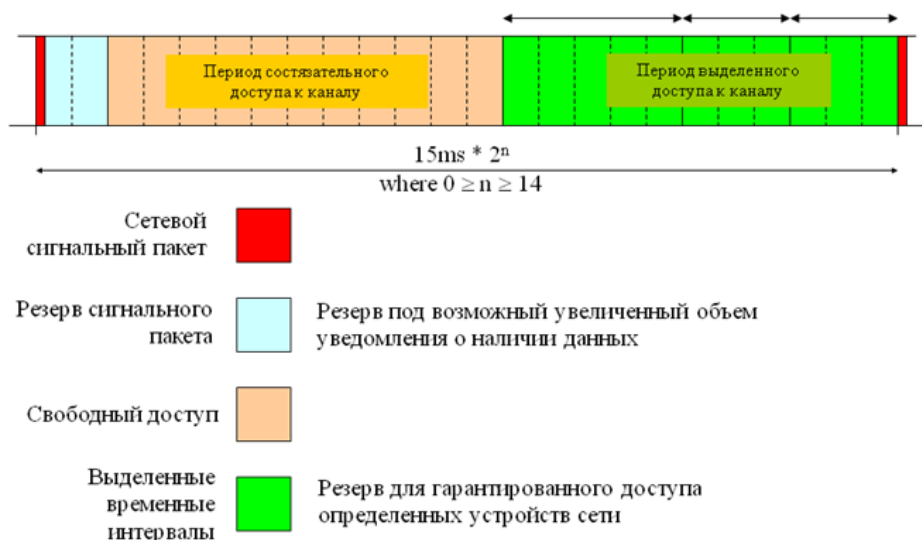 Период состязательного
доступа к каналу
Период выделенного
доступа к каналу
15ms * 2ⁿ
where 0 ≥ n ≥ 14
Сетевой
сигнальный пакет
Резерв сигнального
пакета
Резерв под возможный увеличенный объем
уведомления о наличии данных
Свободный доступ
Выделенные
временные
интервалы
Резерв для гарантированного доступа
определенных устройств сети